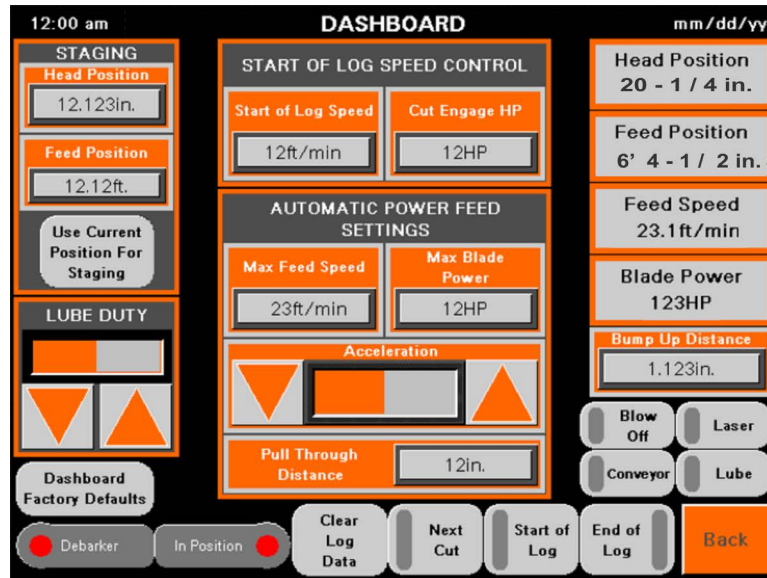 12:00 am
DASHBOARD
mm/dd/yy
STAGING
Head Position
12.123in.
Feed Position
12.12ft.
Use Current
Position For
Staging
LUBE DUTY
Dashboard
Factory Defaults
START OF LOG SPEED CONTROL
Start of Log Speed
12ft/min
Cut Engage HP
12HP
AUTOMATIC POWER FEED
SETTINGS
Max Feed Speed
23ft/min
Max Blade
Power
12HP
Acceleration
Pull Through
Distance
12in.
Head Position
20 - 1 / 4 in.
Feed Position
6' 4 - 1 / 2 in.
Feed Speed
23.1ft/min
Blade Power
123HP
Bump Up Distance
1.123in.
Blow
Off
Laser
Conveyor
Lube
Debarker
In Position
Clear
Log
Data
Next
Cut
Start of
Log
End of
Log
Back